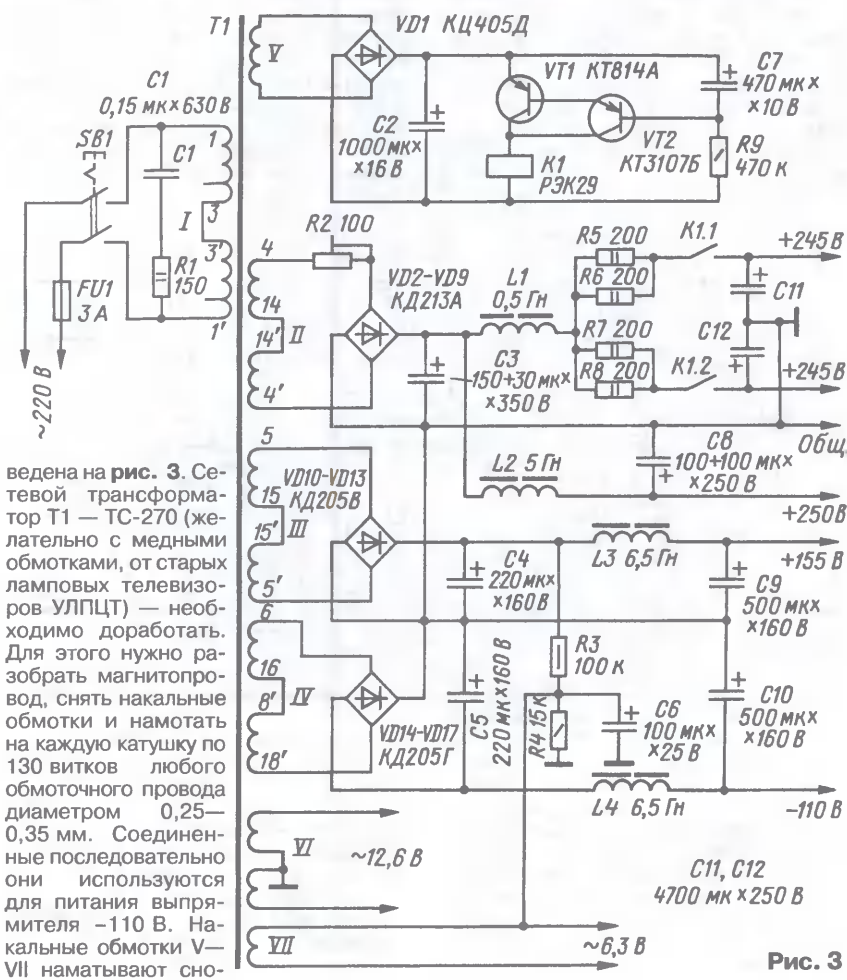 T1
V
VD1 КЦ405Д
C1
0,15 мк×630 В
SB1
C1
1
3
I
3'
R1
150
1'
FU1
3 А
~220 В
C2
1000 мк×
×16 В
VT1 КТ814А
VT2
КТ3107Б
K1
РЭК29
C7
470 мк×
×10 В
R9
470 к
R2 100
4
14
14'
II
4'
VD2–VD9
КД213А
L1
0,5 Гн
C3
150+30 мк×
×350 В
R5 200
R6 200
R7 200
R8 200
K1.1
K1.2
+245 В
C11
C12
+245 В
Общ.
L2 5 Гн
C8
100+100 мк×
×250 В
+250 В
5
15
15'
III
5'
VD10–VD13
КД205В
C4
220 мк×
×160 В
L3 6,5 Гн
+155 В
C9
500 мк×
×160 В
6
16
8'
IV
18'
VD14–VD17
КД205Г
C5
220 мк×160 В
R3
100 к
R4 15 к
C6
100 мк×
×25 В
C10
500 мк×
×160 В
L4 6,5 Гн
–110 В
VI
~12,6 В
C11, C12
4700 мк×250 В
VII
~6,3 В
Рис. 3
ведена на рис. 3. Се-
тевой трансформа-
тор Т1 — ТС-270 (же-
лательно с медными
обмотками, от старых
ламповых телевизо-
ров УЛПЦТ) — необ-
ходимо доработать.
Для этого нужно ра-
зобрать магнитопро-
вод, снять накальные
обмотки и намотать
на каждую катушку по
130 витков любого
обмоточного провода
диаметром 0,25—
0,35 мм. Соединен-
ные последовательно
они используются
для питания выпря-
мителя –110 В. На-
кальные обмотки V—
VII наматывают сно-